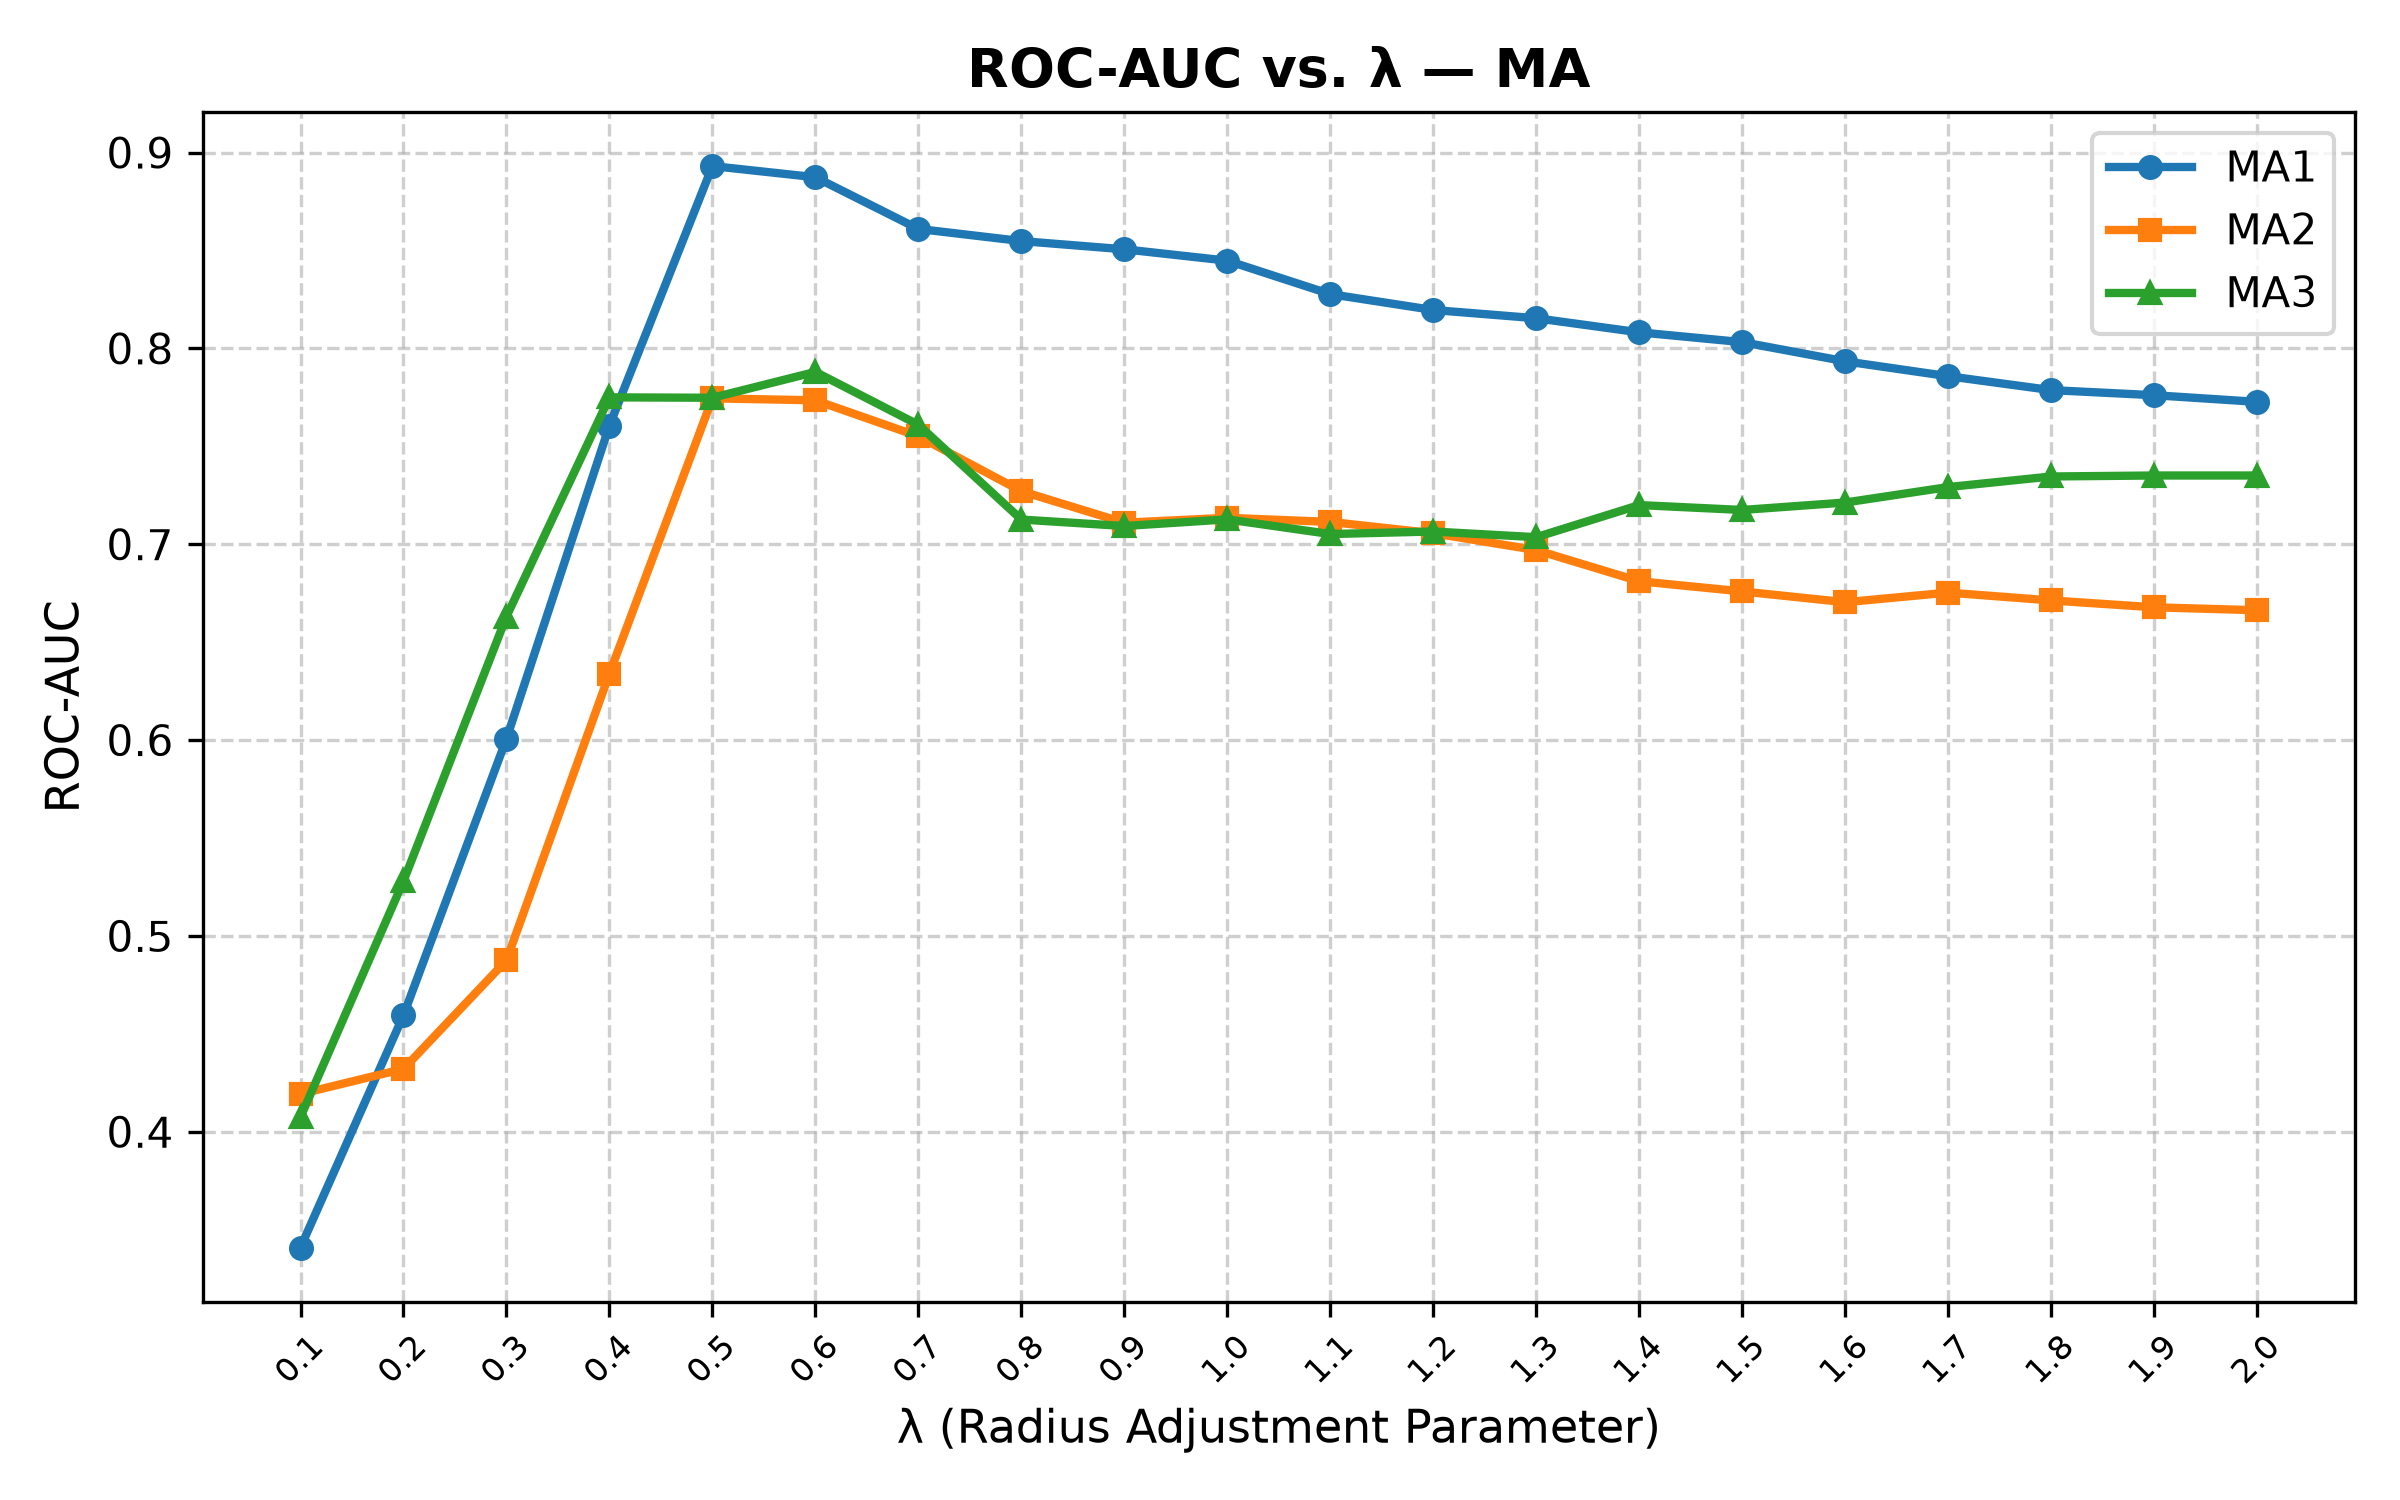 ROC-AUC vs. λ — MA
MA1
MA2
MA3
ROC-AUC
0.9
0.8
0.7
0.6
0.5
0.4
0.1 0.2 0.3 0.4 0.5 0.6 0.7 0.8 0.9 1.0 1.1 1.2 1.3 1.4 1.5 1.6 1.7 1.8 1.9 2.0
λ (Radius Adjustment Parameter)